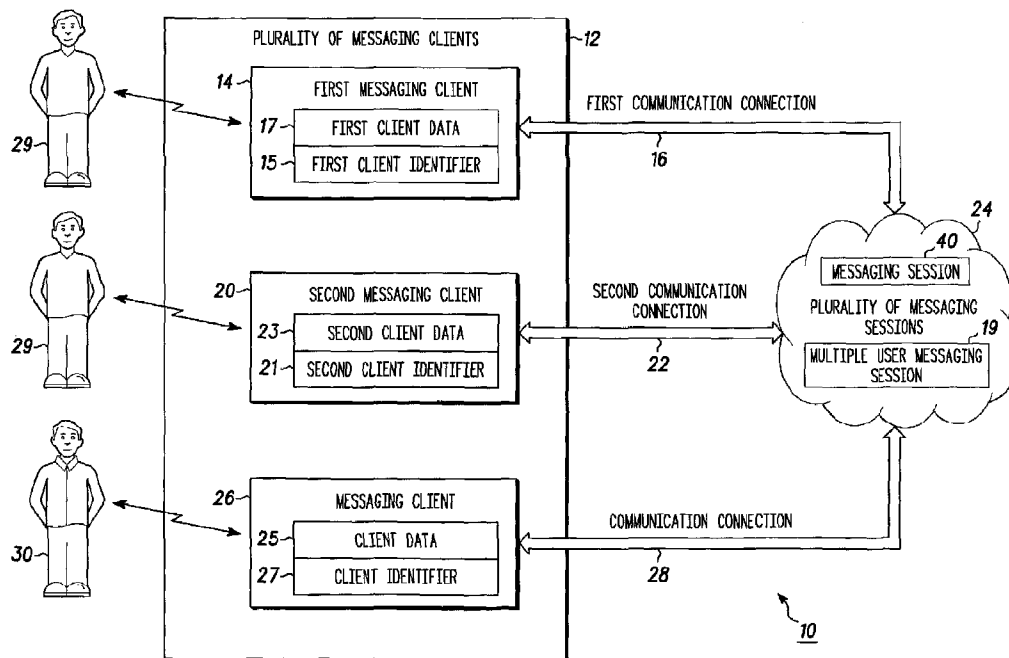 PLURALITY OF MESSAGING CLIENTS
12
14
FIRST MESSAGING CLIENT
17
FIRST CLIENT DATA
15
FIRST CLIENT IDENTIFIER
29
FIRST COMMUNICATION CONNECTION
16
20
SECOND MESSAGING CLIENT
23
SECOND CLIENT DATA
21
SECOND CLIENT IDENTIFIER
29
SECOND COMMUNICATION
CONNECTION
22
24
40
MESSAGING SESSION
PLURALITY OF MESSAGING
SESSIONS
19
MULTIPLE USER MESSAGING
SESSION
26
MESSAGING CLIENT
25
CLIENT DATA
27
CLIENT IDENTIFIER
30
COMMUNICATION CONNECTION
28
10